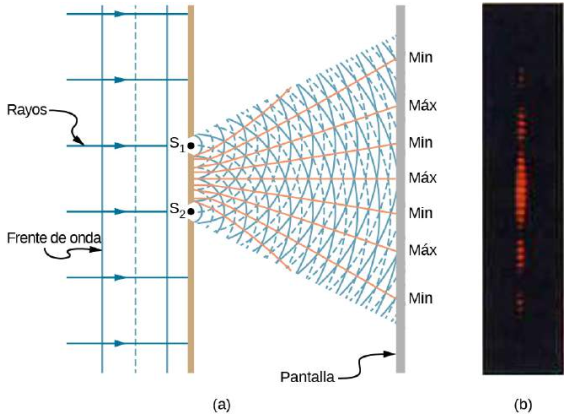 Rayos
Frente de onda
S1
S2
Min
Máx
Min
Máx
Min
Máx
Min
Pantalla
(a)
(b)